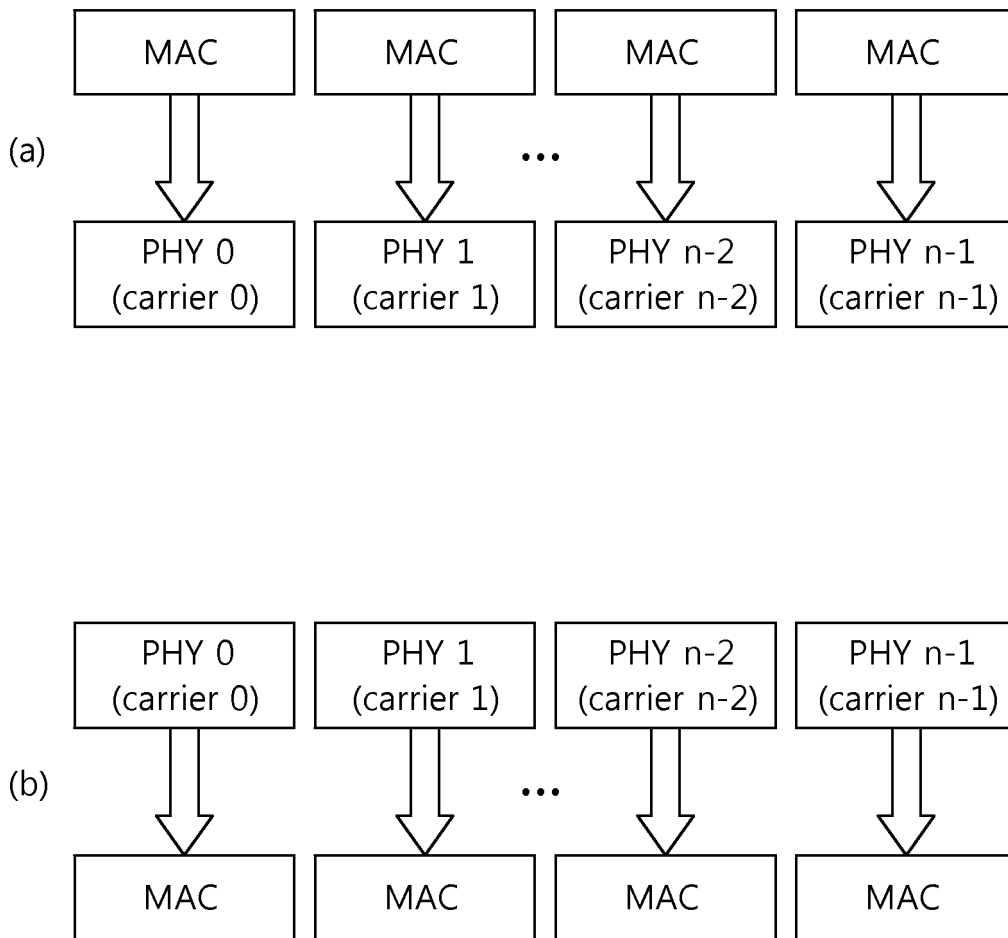 MAC MAC MAC MAC
(a)
...
PHY 0 PHY 1 PHY n-2 PHY n-1
(carrier 0) (carrier 1) (carrier n-2) (carrier n-1)
PHY 0 PHY 1 PHY n-2 PHY n-1
(carrier 0) (carrier 1) (carrier n-2) (carrier n-1)
(b)
...
MAC MAC MAC MAC